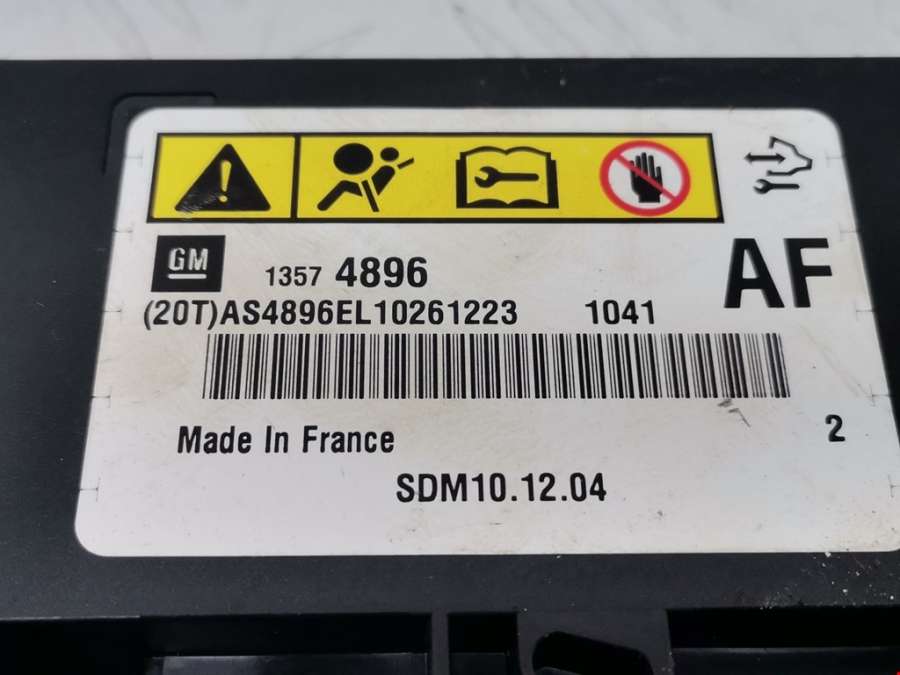 GM 1357 4896 AF
(20T)AS4896EL10261223 1041
Made In France 2
SDM10.12.04